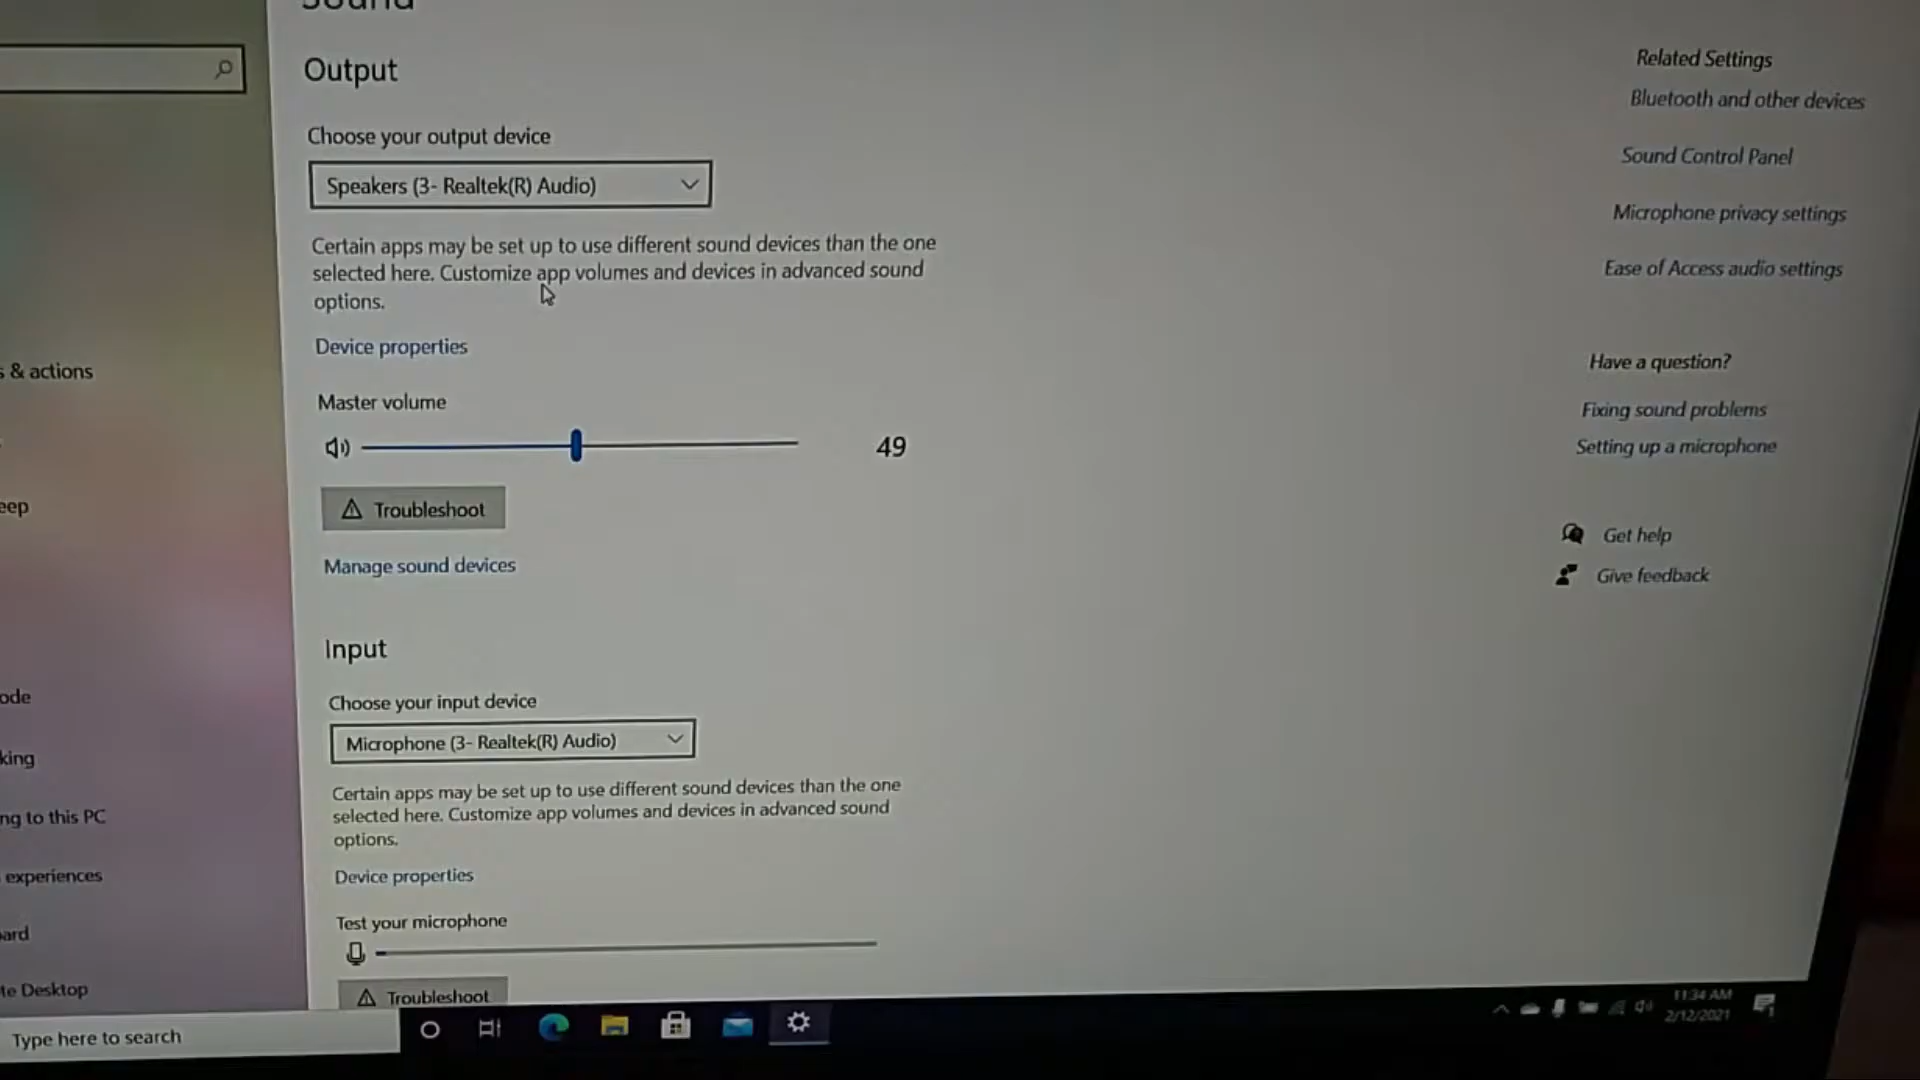 Sound
Output
Choose your output device
Speakers (3- Realtek(R) Audio)
Certain apps may be set up to use different sound devices than the one
selected here. Customize app volumes and devices in advanced sound
options.
Device properties
Master volume
49
Troubleshoot
Manage sound devices
Input
Choose your input device
Microphone (3- Realtek(R) Audio)
Certain apps may be set up to use different sound devices than the one
selected here. Customize app volumes and devices in advanced sound
options.
Device properties
Test your microphone
Troubleshoot
Related Settings
Bluetooth and other devices
Sound Control Panel
Microphone privacy settings
Ease of Access audio settings
Have a question?
Fixing sound problems
Setting up a microphone
Get help
Give feedback
s & actions
eep
ode
king
ng to this PC
experiences
oard
te Desktop
Type here to search
11:34 AM
2/12/2021